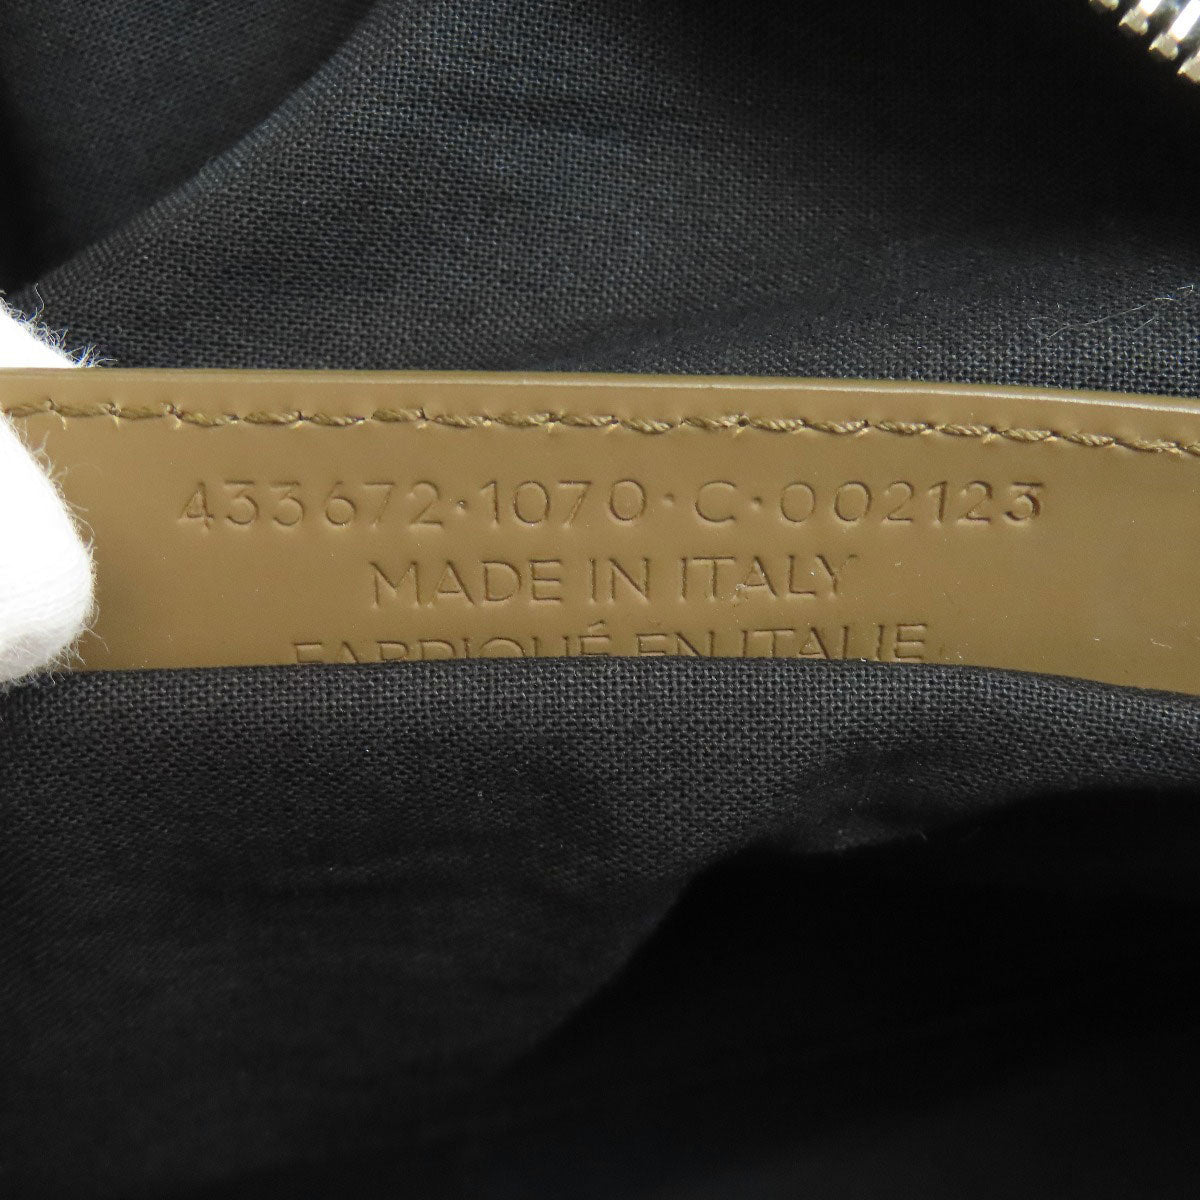 433672·1070·C·002123
MADE IN ITALY
FABRIQUÉ EN ITALIE